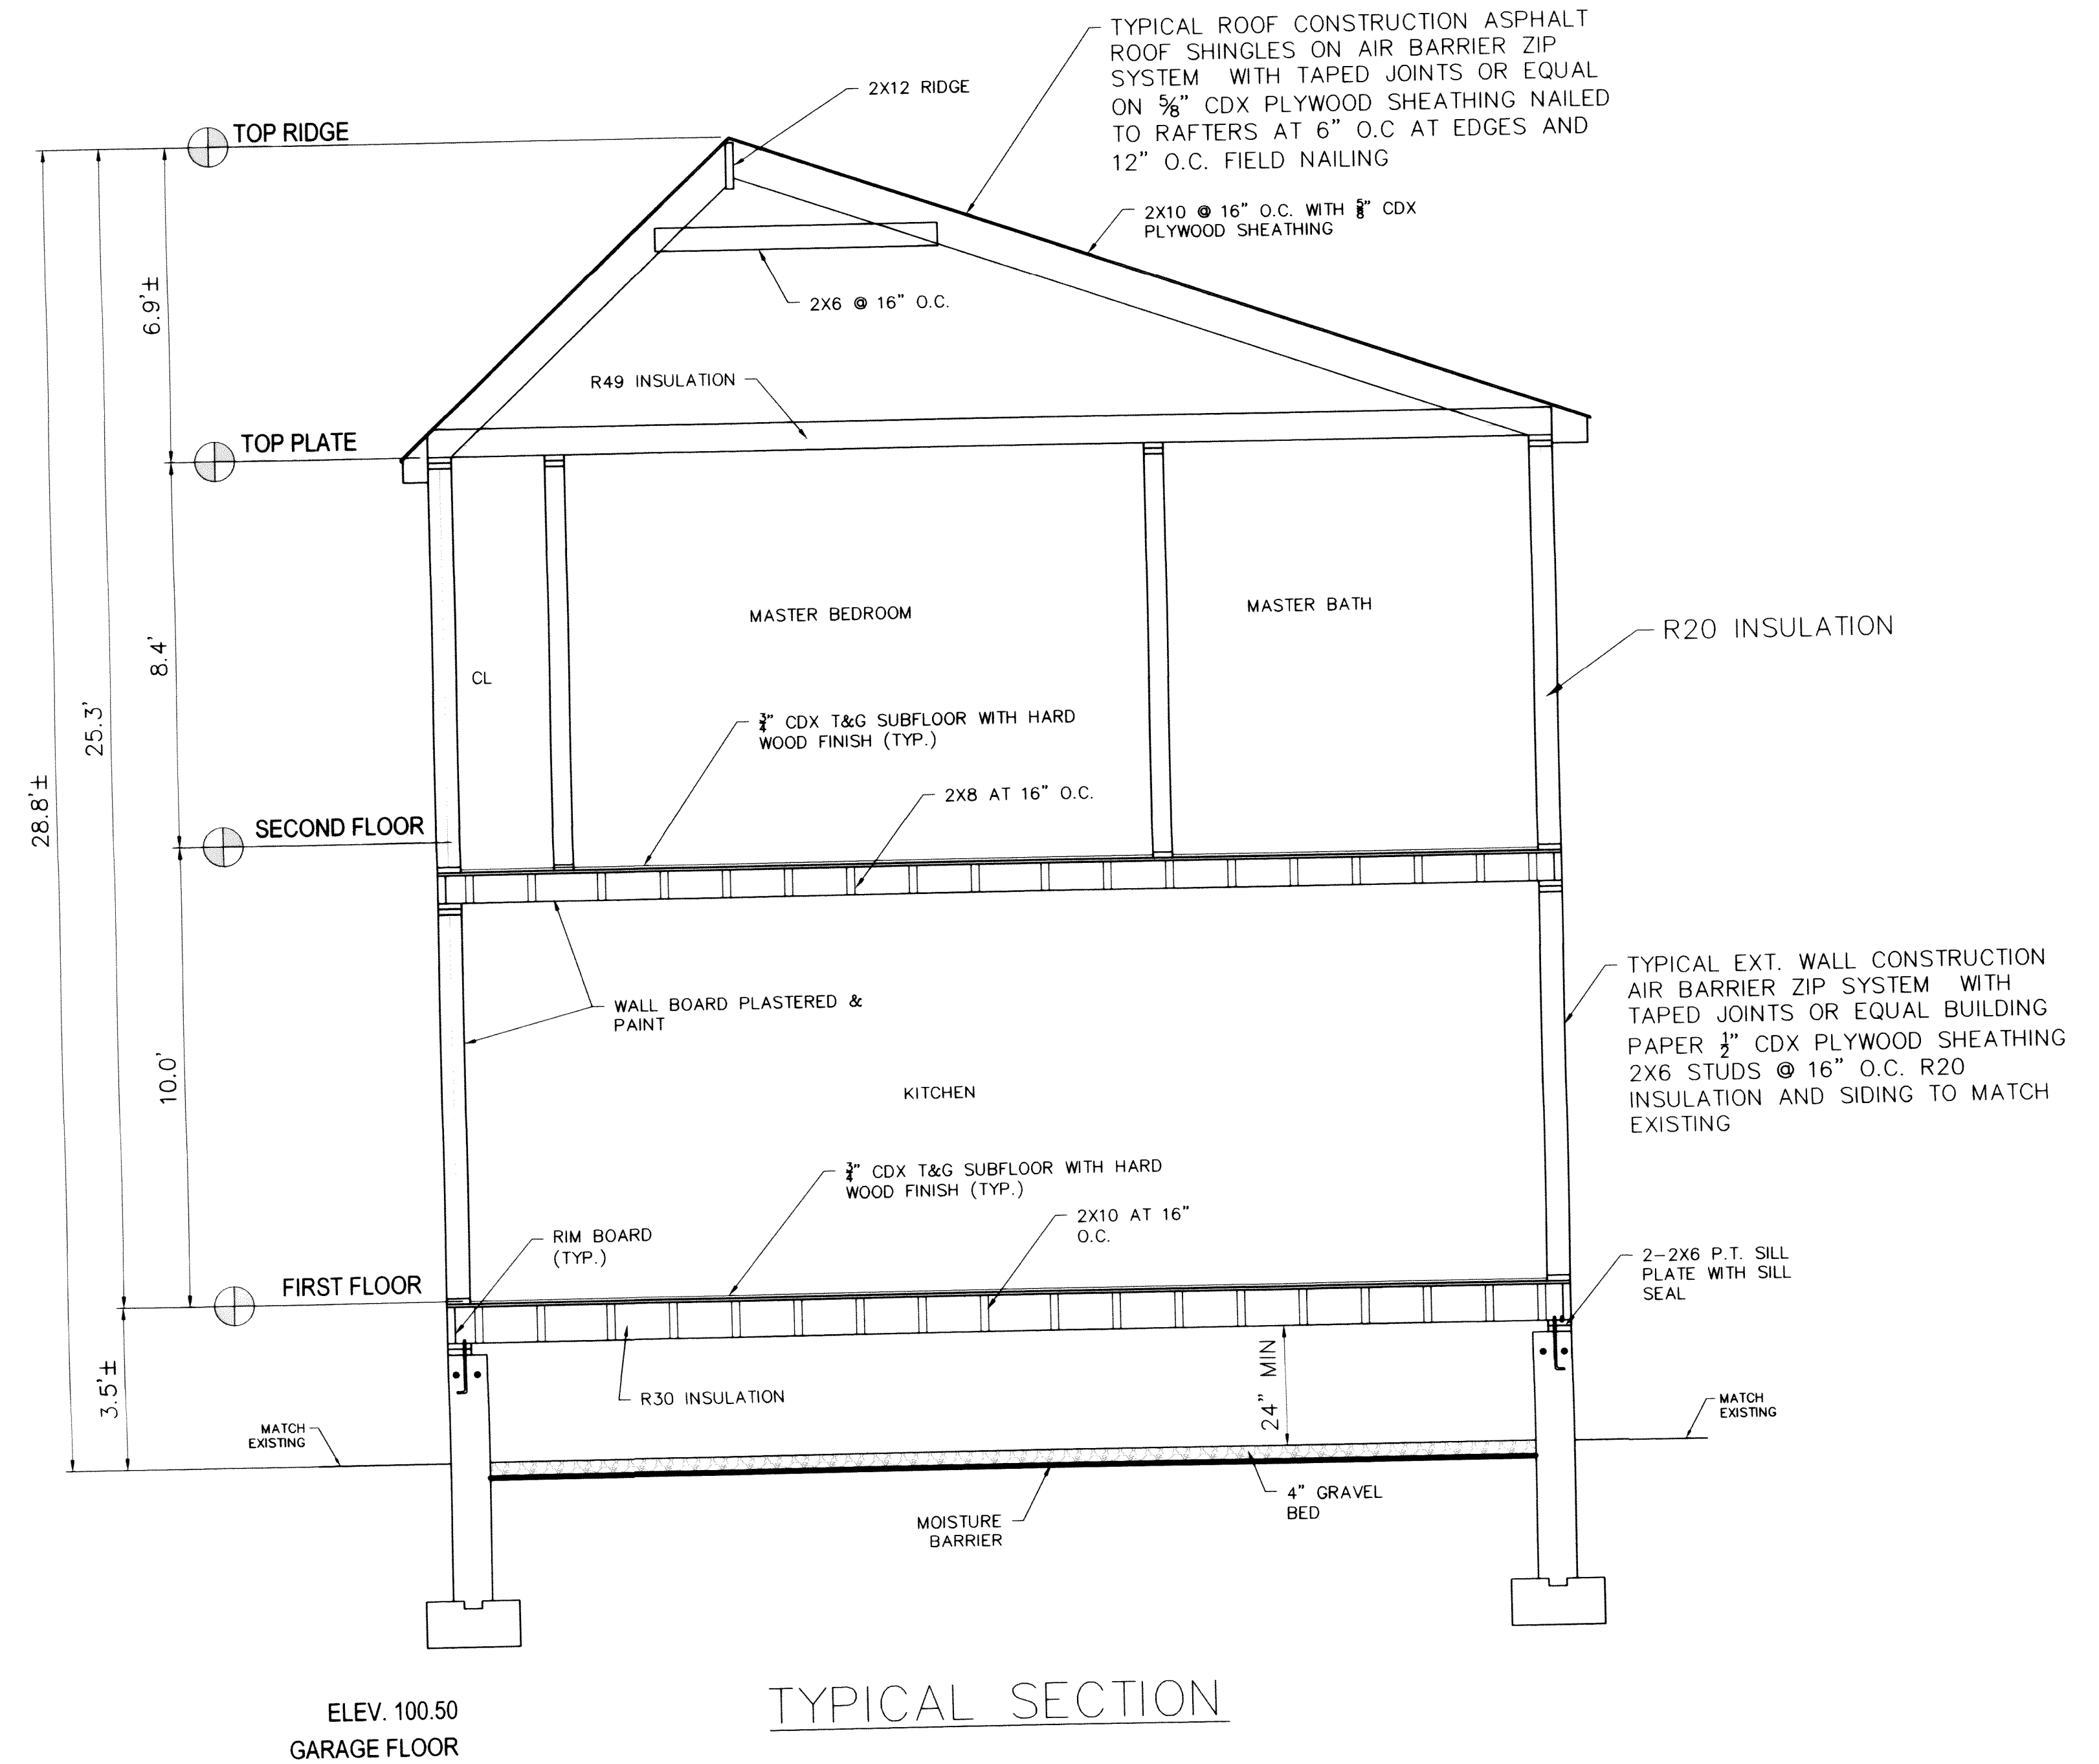 TYPICAL ROOF CONSTRUCTION ASPHALT
ROOF SHINGLES ON AIR BARRIER ZIP
SYSTEM WITH TAPED JOINTS OR EQUAL
ON ⅝" CDX PLYWOOD SHEATHING NAILED
TO RAFTERS AT 6" O.C AT EDGES AND
12" O.C. FIELD NAILING
2X12 RIDGE
TOP RIDGE
2X10 @ 16" O.C. WITH ⅝" CDX
PLYWOOD SHEATHING
6.9'±
2X6 @ 16" O.C.
R49 INSULATION
TOP PLATE
MASTER BEDROOM
MASTER BATH
R20 INSULATION
8.4'
CL
25.3'
¾" CDX T&G SUBFLOOR WITH HARD
WOOD FINISH (TYP.)
28.8'±
2X8 AT 16" O.C.
SECOND FLOOR
TYPICAL EXT. WALL CONSTRUCTION
AIR BARRIER ZIP SYSTEM WITH
TAPED JOINTS OR EQUAL BUILDING
PAPER ½" CDX PLYWOOD SHEATHING
2X6 STUDS @ 16" O.C. R20
INSULATION AND SIDING TO MATCH
EXISTING
WALL BOARD PLASTERED &
PAINT
10.0'
KITCHEN
¾" CDX T&G SUBFLOOR WITH HARD
WOOD FINISH (TYP.)
2X10 AT 16"
O.C.
RIM BOARD
(TYP.)
2-2X6 P.T. SILL
PLATE WITH SILL
SEAL
FIRST FLOOR
3.5'±
24" MIN
R30 INSULATION
MATCH
EXISTING
MATCH
EXISTING
4" GRAVEL
BED
MOISTURE
BARRIER
TYPICAL SECTION
ELEV. 100.50
GARAGE FLOOR